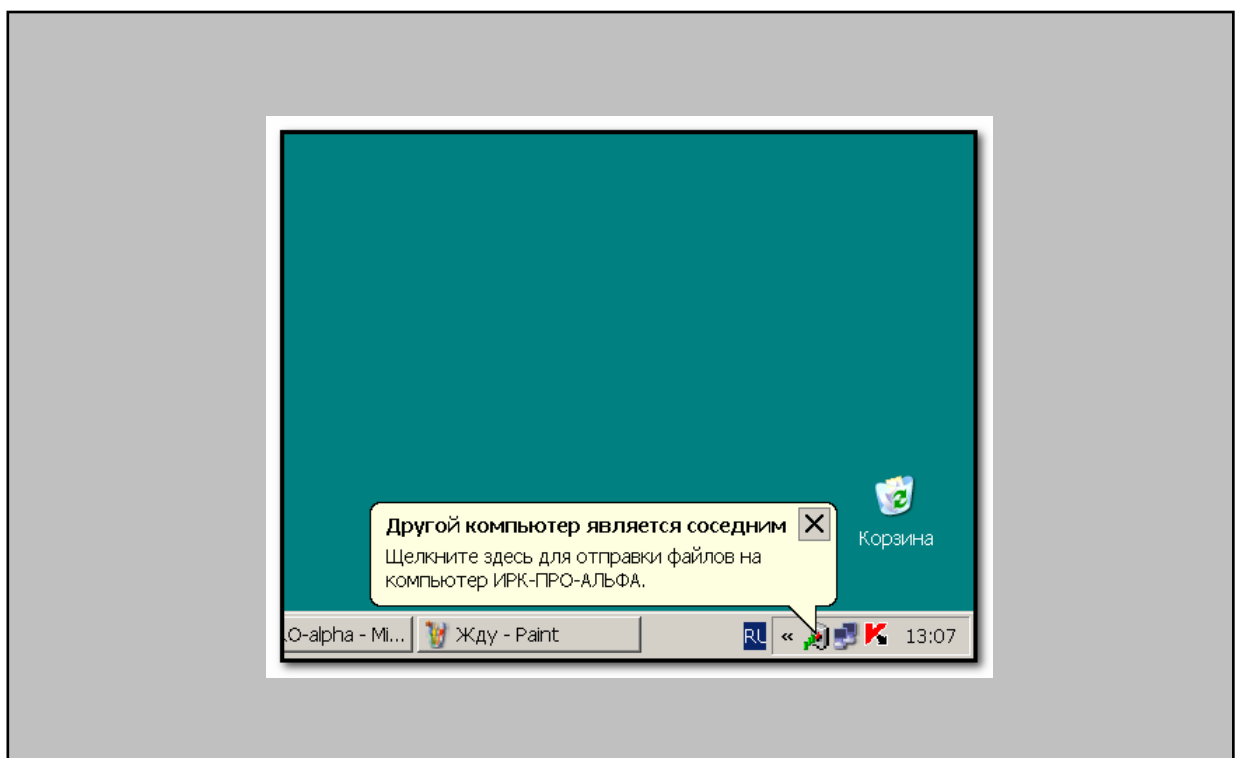 Другой компьютер является соседним
Щелкните здесь для отправки файлов на
компьютер ИРК-ПРО-АЛЬФА.
Корзина
O-alpha - Mi... Жду - Paint RU « 13:07